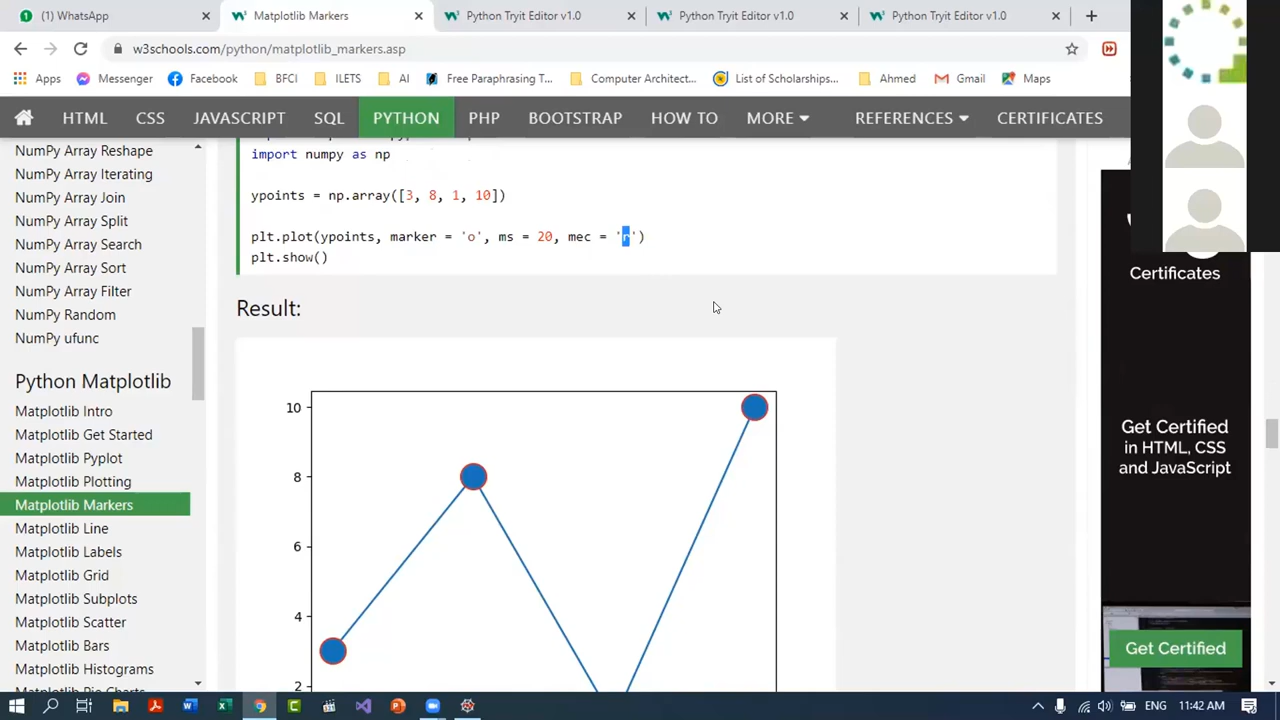 (1) WhatsApp
Matplotlib Markers
Python Tryit Editor v1.0
Python Tryit Editor v1.0
Python Tryit Editor v1.0
w3schools.com/python/matplotlib_markers.asp
Apps
Messenger
Facebook
BFCI
ILETS
AI
Free Paraphrasing T...
Computer Architect...
List of Scholarships...
Ahmed
Gmail
Maps
HTML
CSS
JAVASCRIPT
SQL
PYTHON
PHP
BOOTSTRAP
HOW TO
MORE
REFERENCES
CERTIFICATES
NumPy Array Reshape
NumPy Array Iterating
NumPy Array Join
NumPy Array Split
NumPy Array Search
NumPy Array Sort
NumPy Array Filter
NumPy Random
NumPy ufunc
Python Matplotlib
Matplotlib Intro
Matplotlib Get Started
Matplotlib Pyplot
Matplotlib Plotting
Matplotlib Markers
Matplotlib Line
Matplotlib Labels
Matplotlib Grid
Matplotlib Subplots
Matplotlib Scatter
Matplotlib Bars
Matplotlib Histograms
Matplotlib Pie Charts
import numpy as np
ypoints = np.array([3, 8, 1, 10])
plt.plot(ypoints, marker = 'o', ms = 20, mec = 'r')
plt.show()
Result:
10
8
6
4
2
Certificates
Get Certified
in HTML, CSS
and JavaScript
Get Certified
ENG
11:42 AM